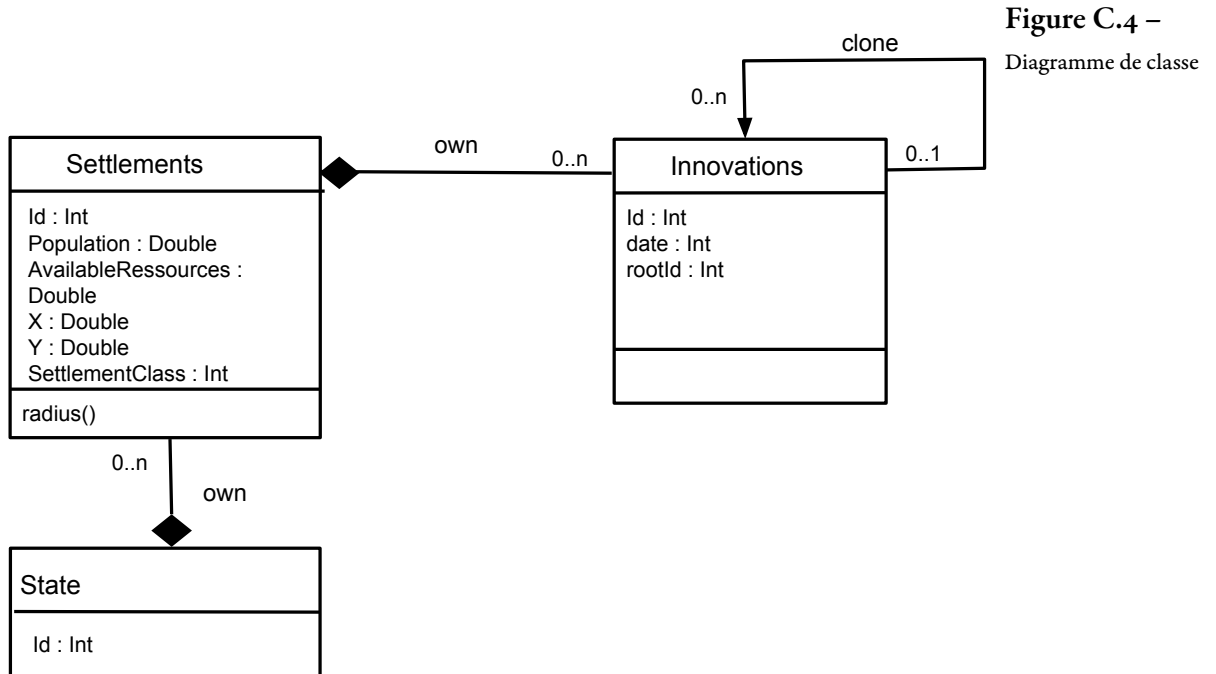 Figure C.4 –
Diagramme de classe
clone
0..n
0..1
own
0..n
Settlements
Id : Int
Population : Double
AvailableRessources :
Double
X : Double
Y : Double
SettlementClass : Int
radius()
Innovations
Id : Int
date : Int
rootId : Int
0..n
own
State
Id : Int